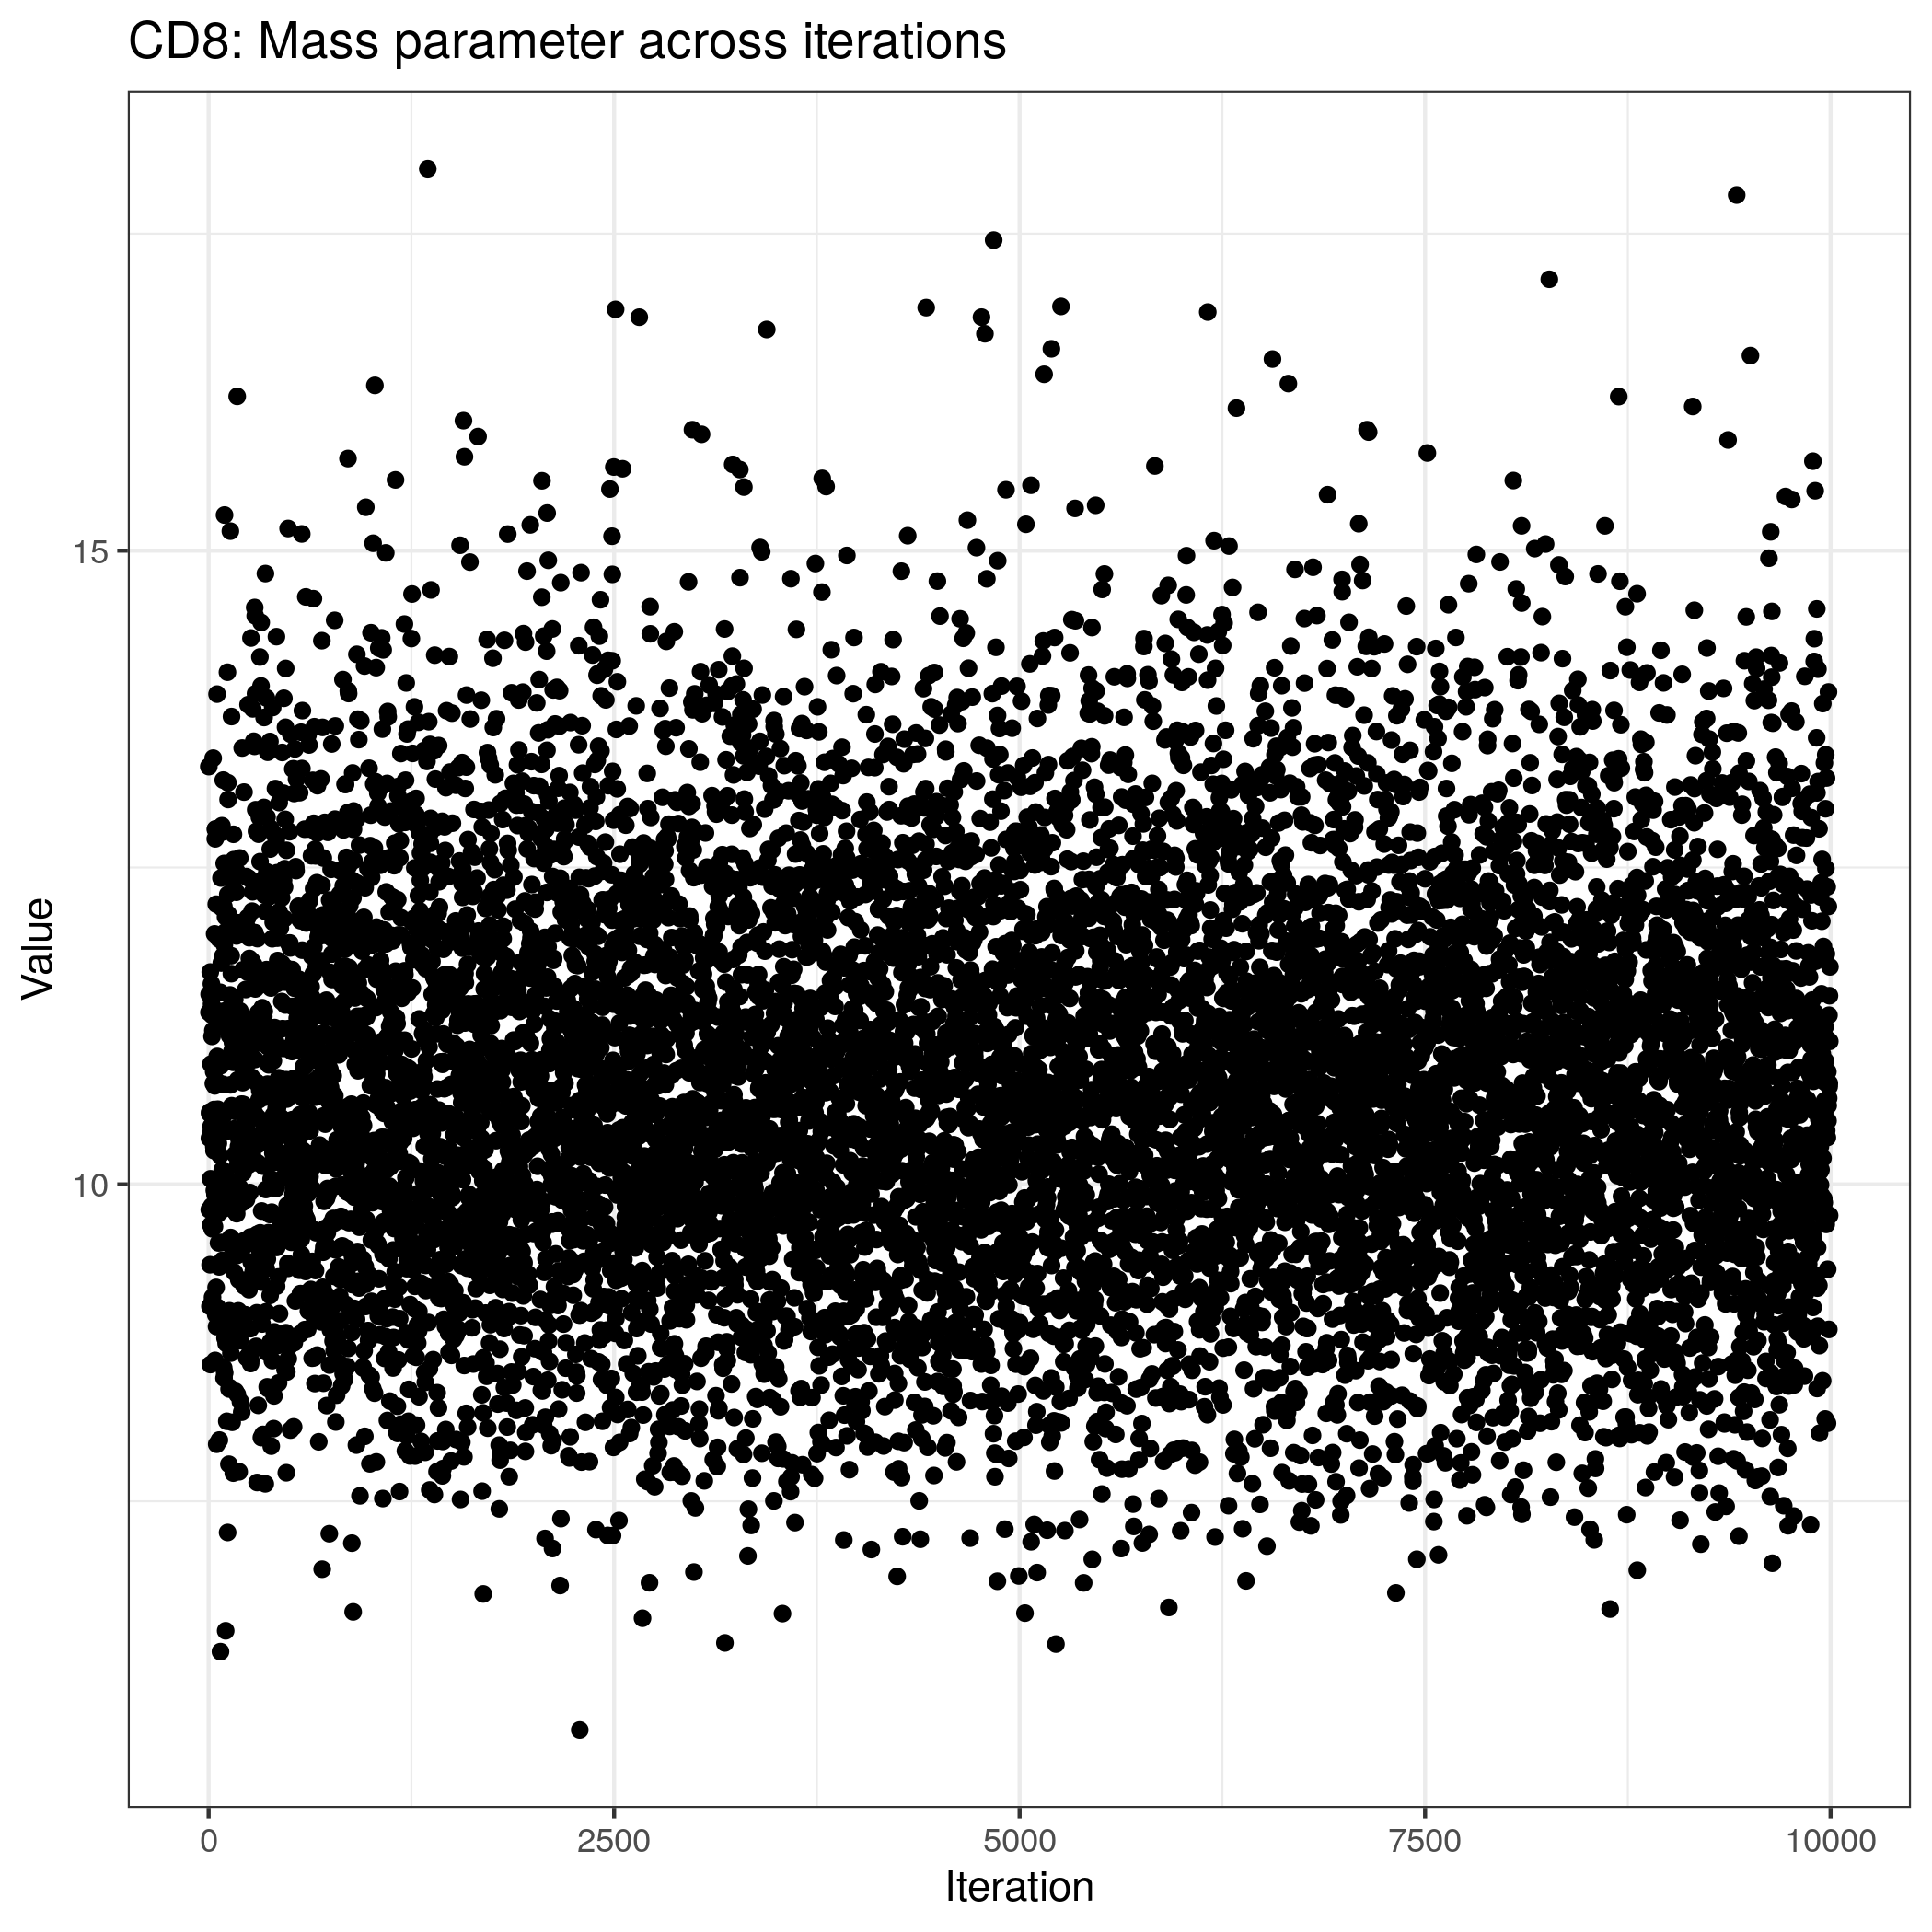 CD8: Mass parameter across iterations
Value
15
10
0 2500 5000 7500 10000
Iteration